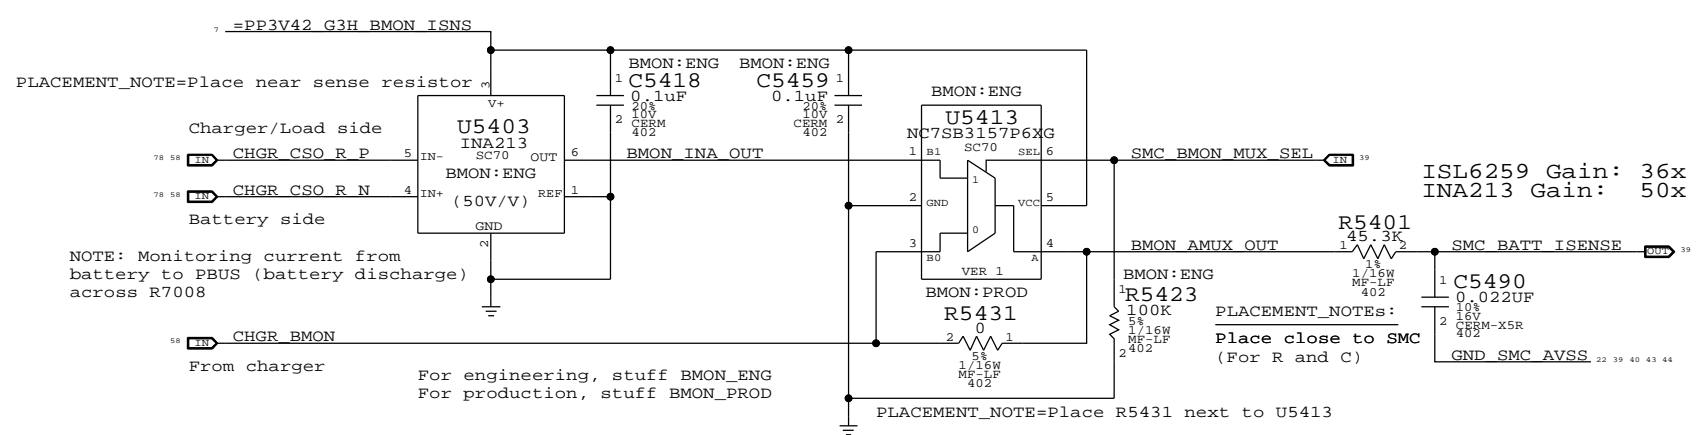 7 =PP3V42_G3H_BMON_ISNS
PLACEMENT_NOTE=Place near sense resistor
3
V+
U5403
INA213
SC70
BMON:ENG
(50V/V)
Charger/Load side
78 58 IN CHGR_CSO_R_P 5 IN-
78 58 IN CHGR_CSO_R_N 4 IN+
Battery side
OUT 6 BMON_INA_OUT
REF 1
GND
2
NOTE: Monitoring current from
battery to PBUS (battery discharge)
across R7008
BMON:ENG
1 C5418
0.1uF
20%
10V
2 CERM
402
BMON:ENG
C5459 1
0.1uF
20%
10V
CERM 2
402
BMON:ENG
U5413
NC7SB3157P6XG
SC70
1 B1
SEL 6
2 GND
VCC 5
3 B0
4
A
1
0
VER 1
SMC_BMON_MUX_SEL IN 39
ISL6259 Gain: 36x
INA213 Gain: 50x
BMON_AMUX_OUT
R5401
45.3K
1 2
1%
1/16W
MF-LF
402
SMC_BATT_ISENSE OUT 39
1 C5490
0.022UF
10%
16V
2 CERM-X5R
402
GND_SMC_AVSS 22 39 40 43 44
BMON:ENG
1 R5423
100K
5%
1/16W
MF-LF
2 402
PLACEMENT_NOTEs:
Place close to SMC
(For R and C)
BMON:PROD
R5431
0
2 1
5%
1/16W
MF-LF
402
58 IN CHGR_BMON
From charger
For engineering, stuff BMON_ENG
For production, stuff BMON_PROD
PLACEMENT_NOTE=Place R5431 next to U5413